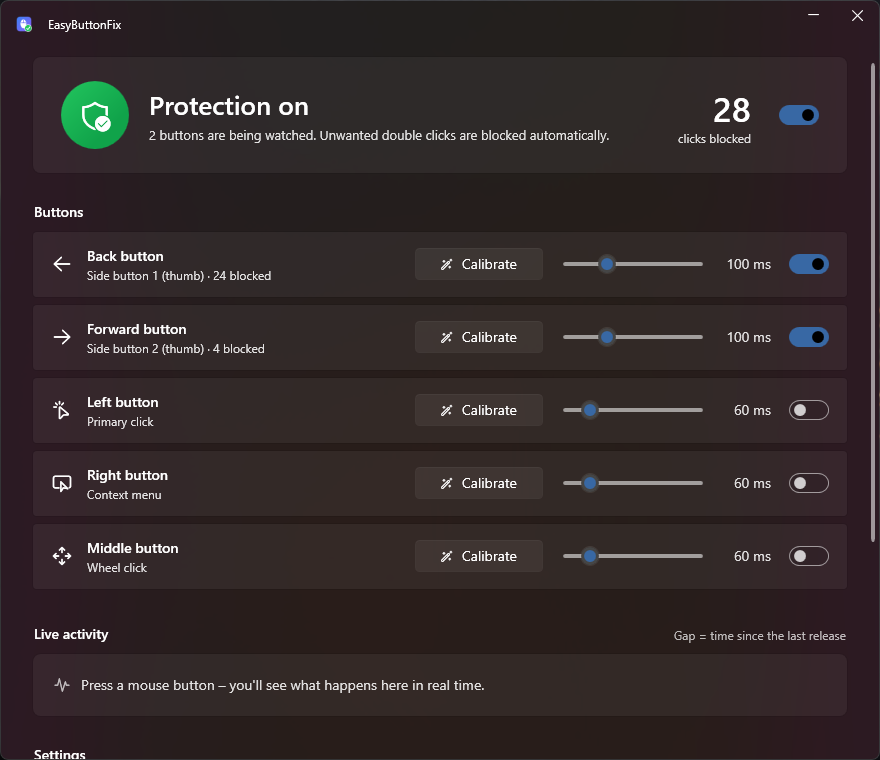 EasyButtonFix
Protection on
2 buttons are being watched. Unwanted double clicks are blocked automatically.
28
clicks blocked
Buttons
Back button
Side button 1 (thumb) · 24 blocked
Calibrate
100 ms
Forward button
Side button 2 (thumb) · 4 blocked
Calibrate
100 ms
Left button
Primary click
Calibrate
60 ms
Right button
Context menu
Calibrate
60 ms
Middle button
Wheel click
Calibrate
60 ms
Live activity
Gap = time since the last release
Press a mouse button – you'll see what happens here in real time.
Settings